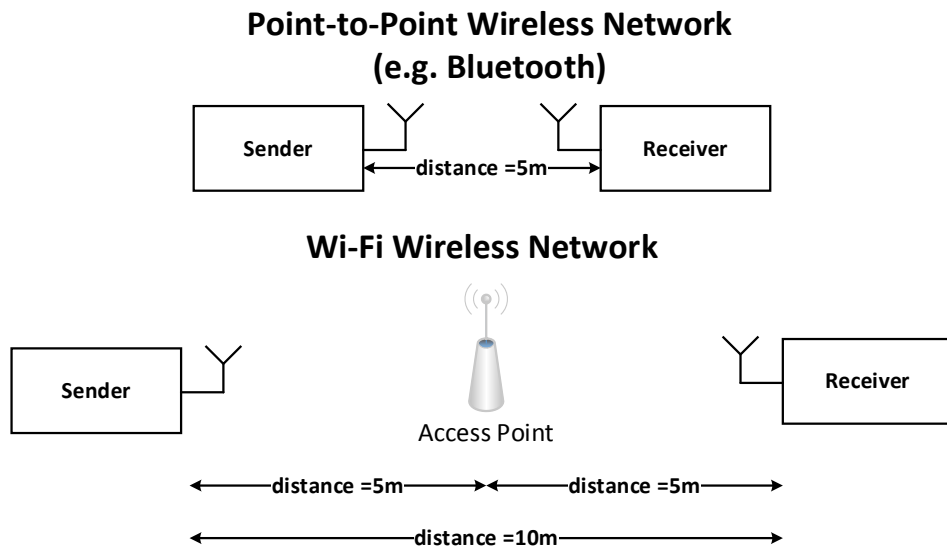 Point-to-Point Wireless Network
(e.g. Bluetooth)
Sender
Receiver
distance =5m
Wi-Fi Wireless Network
Sender
Receiver
Access Point
distance =5m
distance =5m
distance =10m